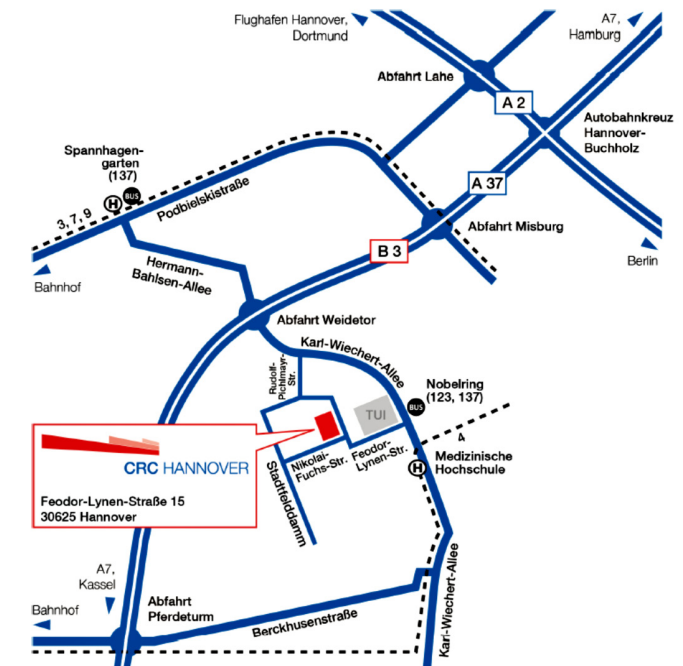 Flughafen Hannover,
Dortmund
A7,
Hamburg
Abfahrt Lahe
A 2
Autobahnkreuz
Hannover-
Buchholz
Spannhagen-
garten
(137)
H
BUS
3, 7, 9
Podbielskistraße
A 37
Abfahrt Misburg
B 3
Berlin
Bahnhof
Hermann-
Bahlsen-Allee
Abfahrt Weidetor
Karl-Wiechert-Allee
Rudolf-
Pichlmayr-
Str.
Nobelring
(123, 137)
BUS
TUI
4
Medizinische
Hochschule
H
Nikolai-
Fuchs-Str.
Feodor-
Lynen-Str.
Stadtfelddamm
CRC HANNOVER
Feodor-Lynen-Straße 15
30625 Hannover
A7,
Kassel
Bahnhof
Abfahrt
Pferdeturm
Berckhusenstraße
Karl-Wiechert-Allee